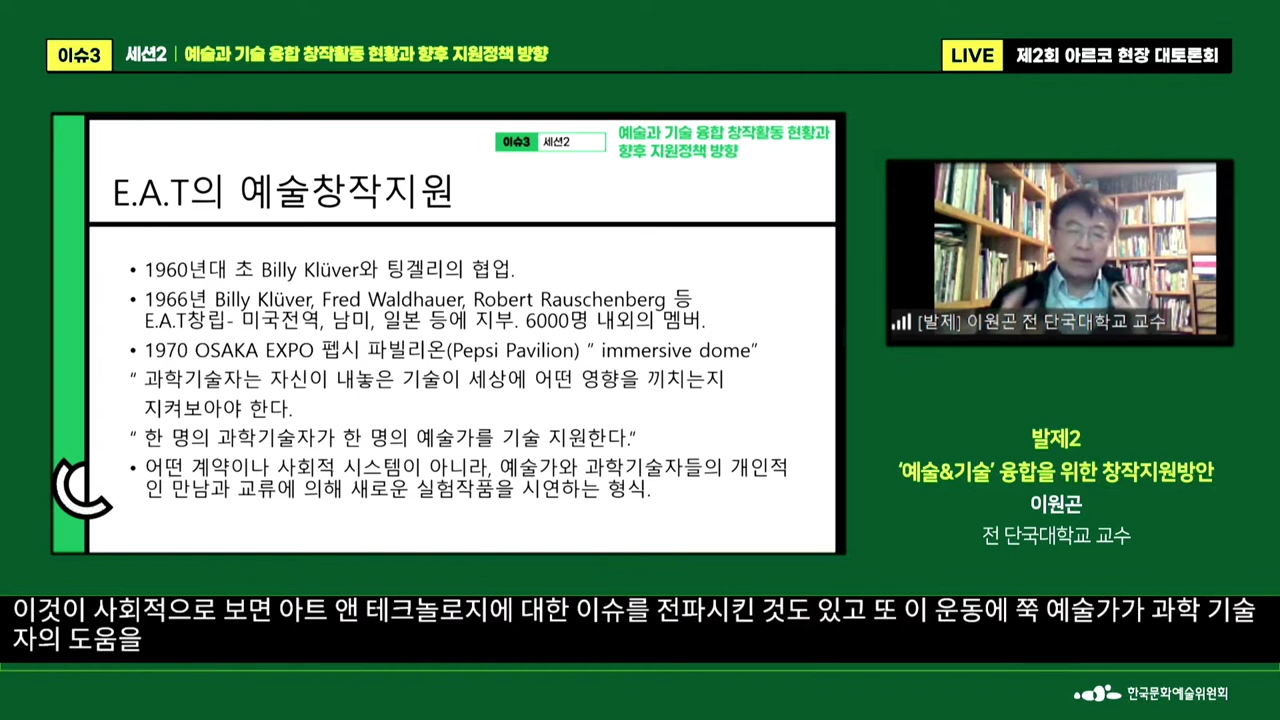 이슈3
세션2 | 예술과 기술 융합 창작활동 현황과 향후 지원정책 방향
LIVE
제2회 아르코 현장 대토론회
이슈3
세션2
예술과 기술 융합 창작활동 현황과
향후 지원정책 방향
E.A.T의 예술창작지원
• 1960년대 초 Billy Klüver와 팅겔리의 협업.
• 1966년 Billy Klüver, Fred Waldhauer, Robert Rauschenberg 등
E.A.T창립- 미국전역, 남미, 일본 등에 지부. 6000명 내외의 멤버.
• 1970 OSAKA EXPO 펩시 파빌리온(Pepsi Pavilion) " immersive dome"
" 과학기술자는 자신이 내놓은 기술이 세상에 어떤 영향을 끼치는지
지켜보아야 한다.
" 한 명의 과학기술자가 한 명의 예술가를 기술 지원한다."
• 어떤 계약이나 사회적 시스템이 아니라, 예술가와 과학기술자들의 개인적
인 만남과 교류에 의해 새로운 실험작품을 시연하는 형식.
[발제] 이원곤 전 단국대학교 교수
발제2
'예술&기술' 융합을 위한 창작지원방안
이원곤
전 단국대학교 교수
이것이 사회적으로 보면 아트 앤 테크놀로지에 대한 이슈를 전파시킨 것도 있고 또 이 운동에 쭉 예술가가 과학 기술
자의 도움을
한국문화예술위원회